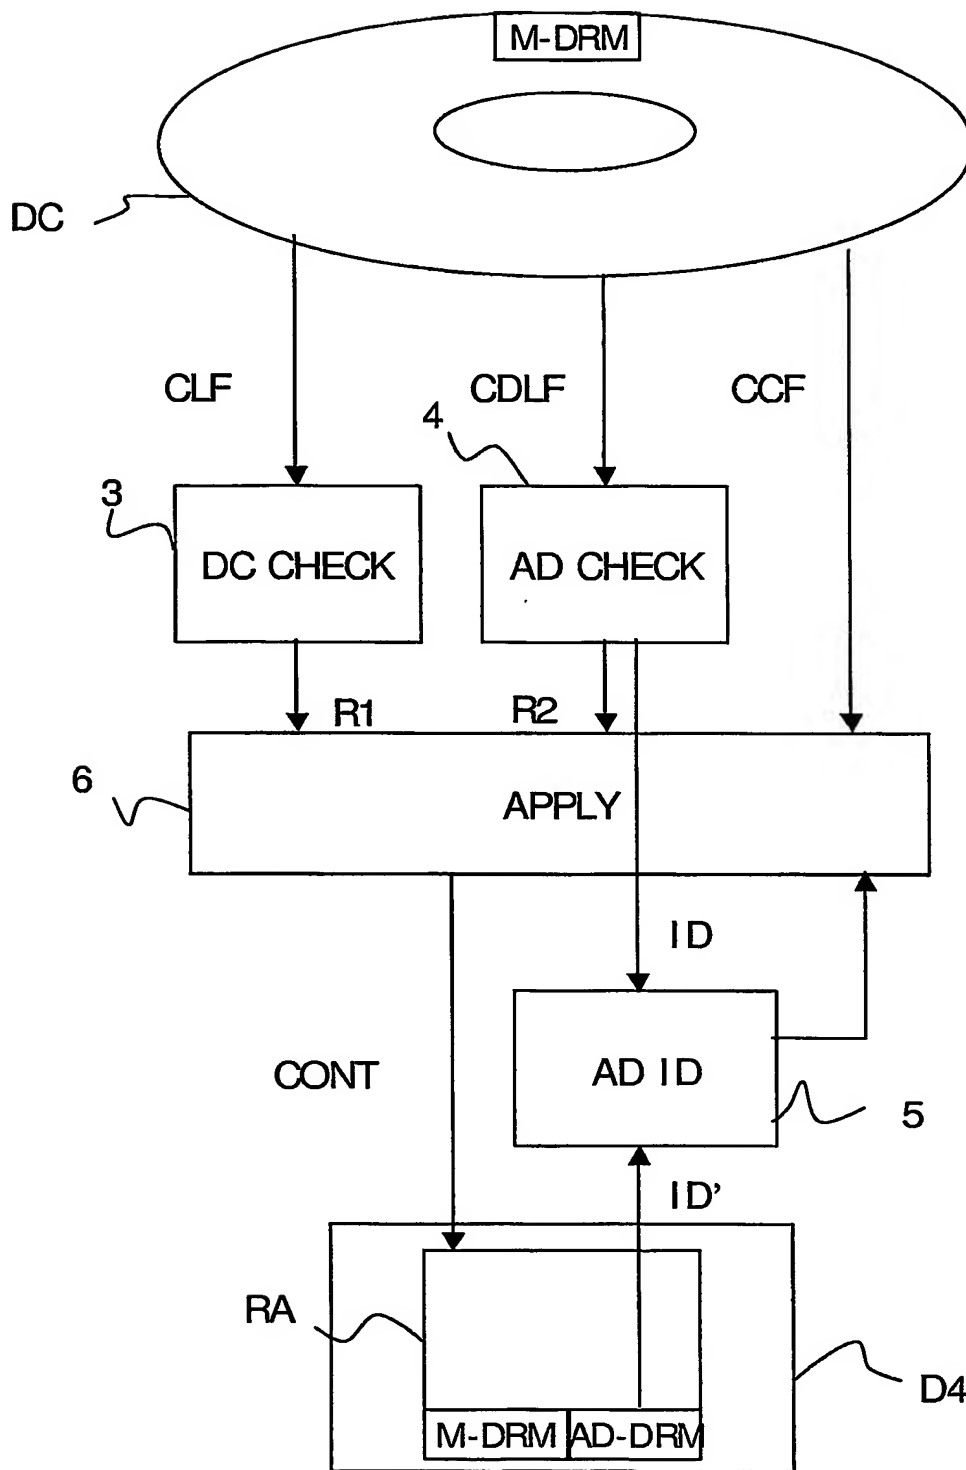 M-DRM
DC
CLF
CDLF
CCF
4
3
DC CHECK
AD CHECK
R1
R2
6
APPLY
ID
CONT
AD ID
5
ID'
RA
D4
M-DRM
AD-DRM